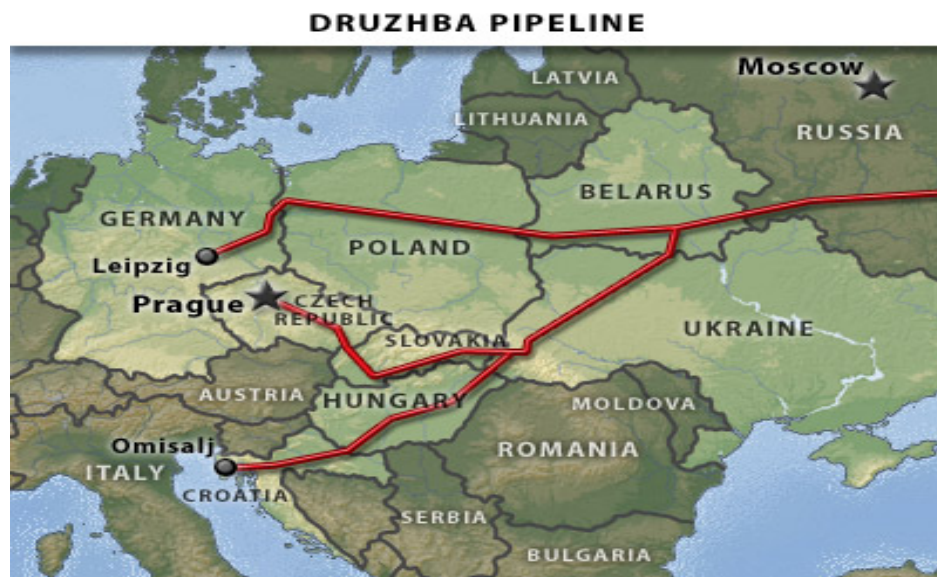 DRUZHBA PIPELINE
LATVIA
Moscow
LITHUANIA
RUSSIA
BELARUS
GERMANY
POLAND
Leipzig
Prague
CZECH
REPUBLIC
UKRAINE
SLOVAKIA
AUSTRIA
HUNGARY
MOLDOVA
Omisalj
ROMANIA
ITALY
CROATIA
SERBIA
BULGARIA